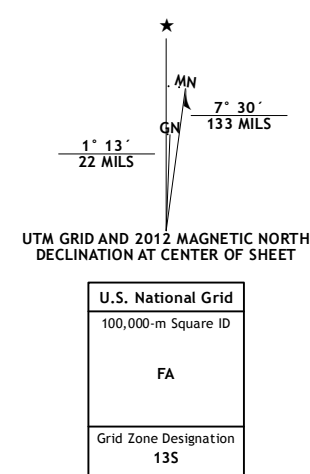 ★
MN
7° 30´
133 MILS
GN
1° 13´
22 MILS
UTM GRID AND 2012 MAGNETIC NORTH
DECLINATION AT CENTER OF SHEET
U.S. National Grid
100,000-m Square ID
FA
Grid Zone Designation
13S